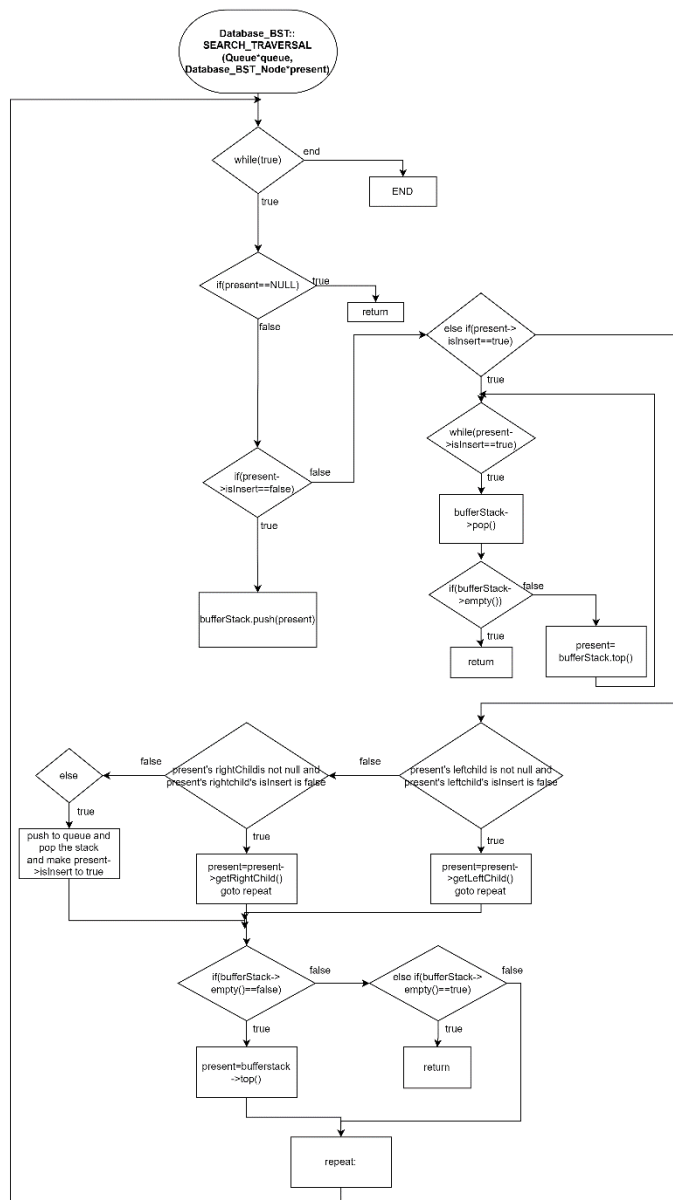 Database_BST::
SEARCH_TRAVERSAL
(Queue*queue,
Database_BST_Node*present)
while(true)
end
END
true
if(present==NULL)
true
return
false
else if(present->
isInsert==true)
true
while(present-
>isInsert==true)
true
if(present-
>isInsert==false)
false
true
bufferStack-
>pop()
if(bufferStack-
>empty())
false
true
return
present=
bufferStack.top()
bufferStack.push(present)
else
false
true
present's rightChildis not null and
present's rightchild's isInsert is false
false
true
present's leftchild is not null and
present's leftchild's isInsert is false
true
push to queue and
pop the stack
and make present-
>isInsert to true
present=present-
>getRightChild()
goto repeat
present=present-
>getLeftChild()
goto repeat
if(bufferStack->
empty()==false)
false
true
else if(bufferStack->
empty()==true)
false
true
present=bufferstack
->top()
return
repeat: